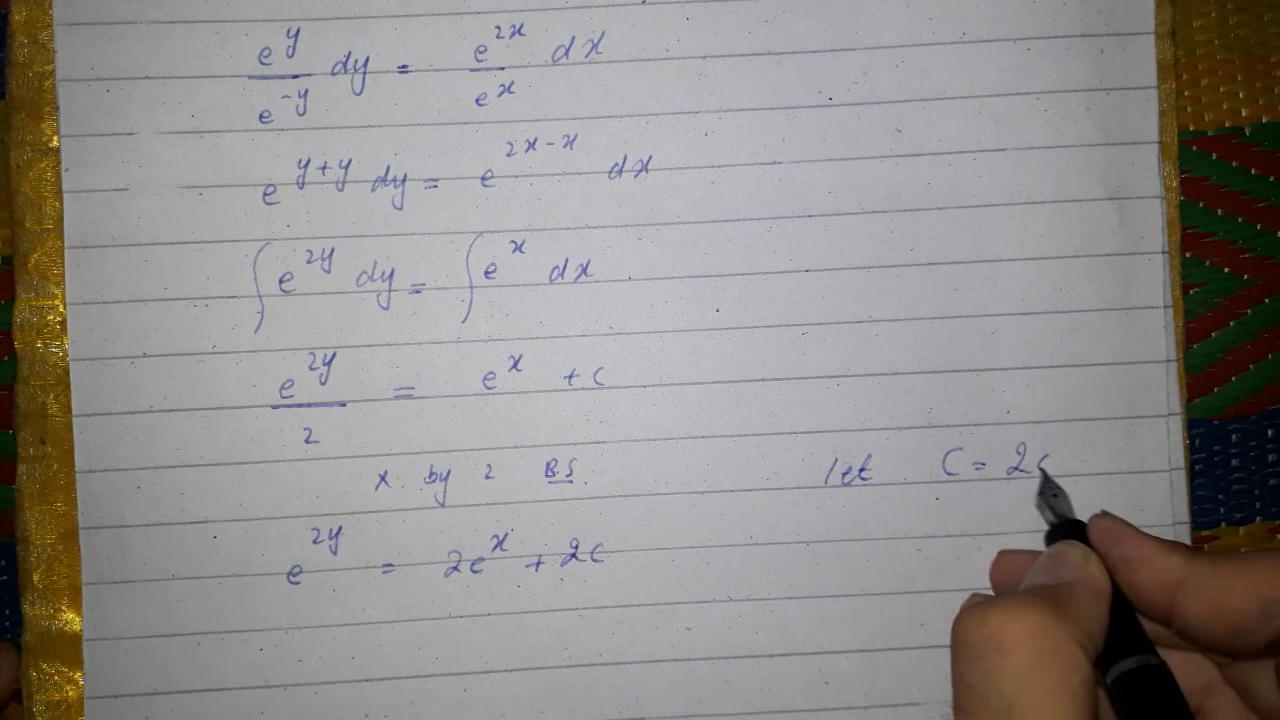 e^y/e^-y dy = e^2x/e^x dx
e^y+y dy = e^2x-x dx
∫e^2y dy = ∫e^x dx
e^2y/2 = e^x + c
x by 2 B.S. let C = 2c
e^2y = 2e^x + 2c